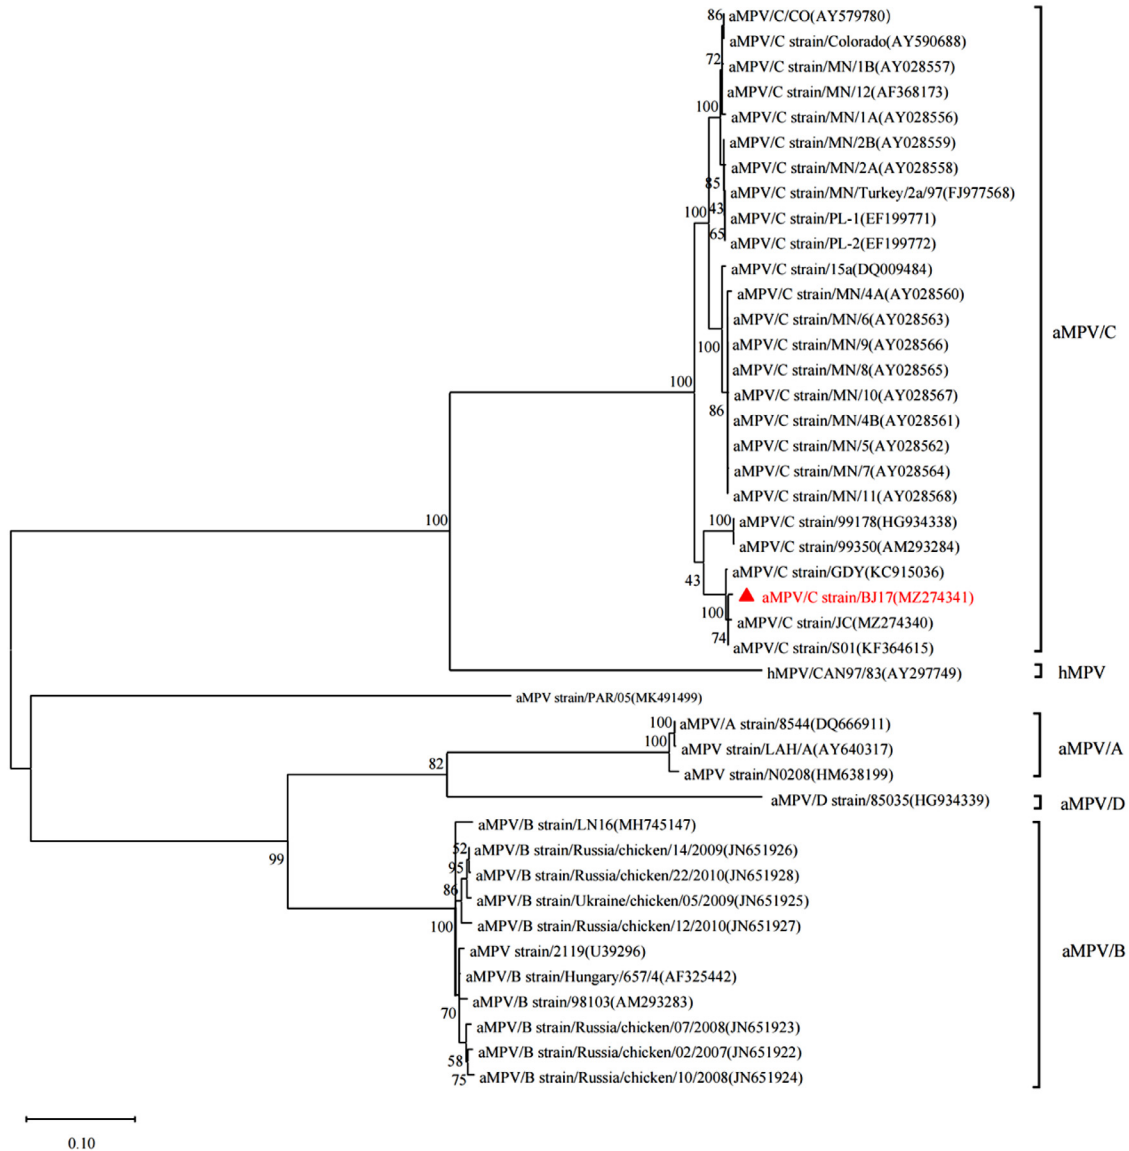 86
aMPV/C/CO(AY579780)
aMPV/C strain/Colorado(AY590688)
72
aMPV/C strain/MN/1B(AY028557)
aMPV/C strain/MN/12(AF368173)
100
aMPV/C strain/MN/1A(AY028556)
aMPV/C strain/MN/2B(AY028559)
aMPV/C strain/MN/2A(AY028558)
85
aMPV/C strain/MN/Turkey/2a/97(FJ977568)
43
100
aMPV/C strain/PL-1(EF199771)
65
aMPV/C strain/PL-2(EF199772)
aMPV/C strain/15a(DQ009484)
aMPV/C strain/MN/4A(AY028560)
aMPV/C strain/MN/6(AY028563)
aMPV/C
100
aMPV/C strain/MN/9(AY028566)
aMPV/C strain/MN/8(AY028565)
100
aMPV/C strain/MN/10(AY028567)
86
aMPV/C strain/MN/4B(AY028561)
aMPV/C strain/MN/5(AY028562)
aMPV/C strain/MN/7(AY028564)
aMPV/C strain/MN/11(AY028568)
100
100
aMPV/C strain/99178(HG934338)
aMPV/C strain/99350(AM293284)
43
aMPV/C strain/GDY(KC915036)
aMPV/C strain/BJ17(MZ274341)
100
aMPV/C strain/JC(MZ274340)
74
aMPV/C strain/S01(KF364615)
hMPV/CAN97/83(AY297749)
hMPV
aMPV strain/PAR/05(MK491499)
100
aMPV/A strain/8544(DQ666911)
100
aMPV strain/LAH/A(AY640317)
aMPV/A
82
aMPV strain/N0208(HM638199)
aMPV/D strain/85035(HG934339)
aMPV/D
aMPV/B strain/LN16(MH745147)
52
aMPV/B strain/Russia/chicken/14/2009(JN651926)
99
95
aMPV/B strain/Russia/chicken/22/2010(JN651928)
86
aMPV/B strain/Ukraine/chicken/05/2009(JN651925)
100
aMPV/B strain/Russia/chicken/12/2010(JN651927)
aMPV strain/2119(U39296)
aMPV/B
aMPV/B strain/Hungary/657/4(AF325442)
aMPV/B strain/98103(AM293283)
70
aMPV/B strain/Russia/chicken/07/2008(JN651923)
58
aMPV/B strain/Russia/chicken/02/2007(JN651922)
75
aMPV/B strain/Russia/chicken/10/2008(JN651924)
0.10